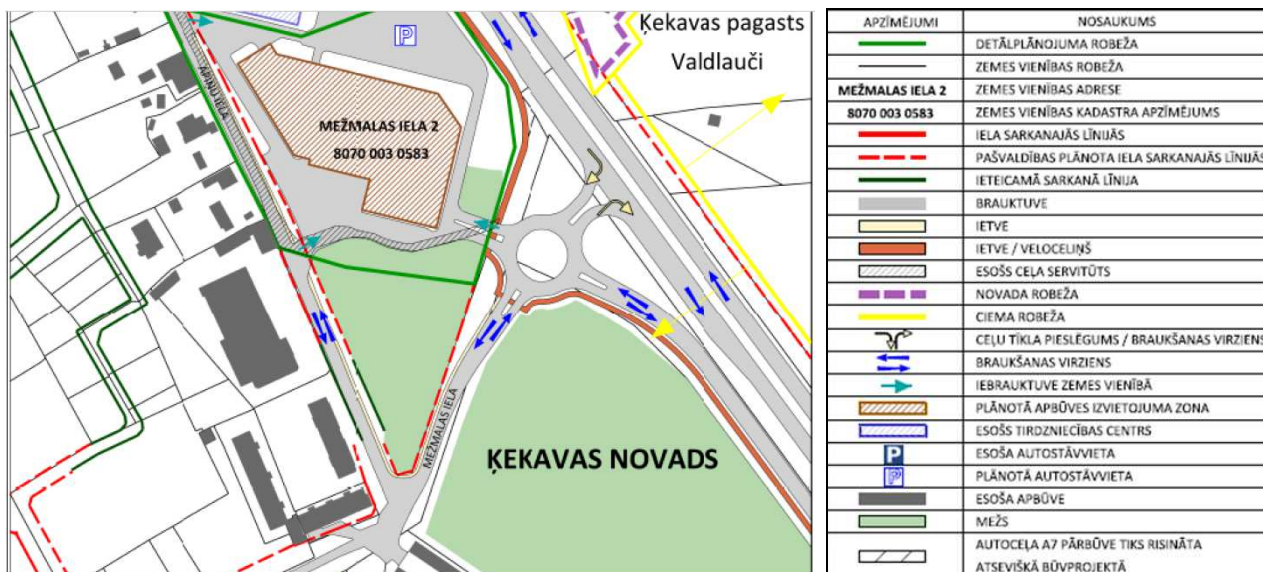 Ķekavas pagasts
Valdlauči
P
APIŅU IELA
MEŽMALAS IELA 2
8070 003 0583
MEŽMALAS IELA
ĶEKAVAS NOVADS
APZĪMĒJUMI NOSAUKUMS
DETĀLPLĀNOJUMA ROBEŽA
ZEMES VIENĪBAS ROBEŽA
MEŽMALAS IELA 2 ZEMES VIENĪBAS ADRESE
8070 003 0583 ZEMES VIENĪBAS KADASTRA APZĪMĒJUMS
IELA SARKANAJĀS LĪNIJĀS
PAŠVALDĪBAS PLĀNOTA IELA SARKANAJĀS LĪNIJĀS
IETEICAMĀ SARKANĀ LĪNIJA
BRAUKTUVE
IETVE
IETVE / VELOCELIŅŠ
ESOŠS CEĻA SERVITŪTS
NOVADA ROBEŽA
CIEMA ROBEŽA
CEĻU TĪKLA PIESLĒGUMS / BRAUKŠANAS VIRZIENS
BRAUKŠANAS VIRZIENS
IEBRAUKTUVE ZEMES VIENĪBĀ
PLĀNOTĀ APBŪVES IZVIETOJUMA ZONA
ESOŠS TIRDZNIECĪBAS CENTRS
P ESOŠA AUTOSTĀVVIETA
P PLĀNOTĀ AUTOSTĀVVIETA
ESOŠA APBŪVE
MEŽS
AUTOCEĻA A7 PĀRBŪVE TIKS RISINĀTA
ATSEVIŠĶĀ BŪVPROJEKTĀ